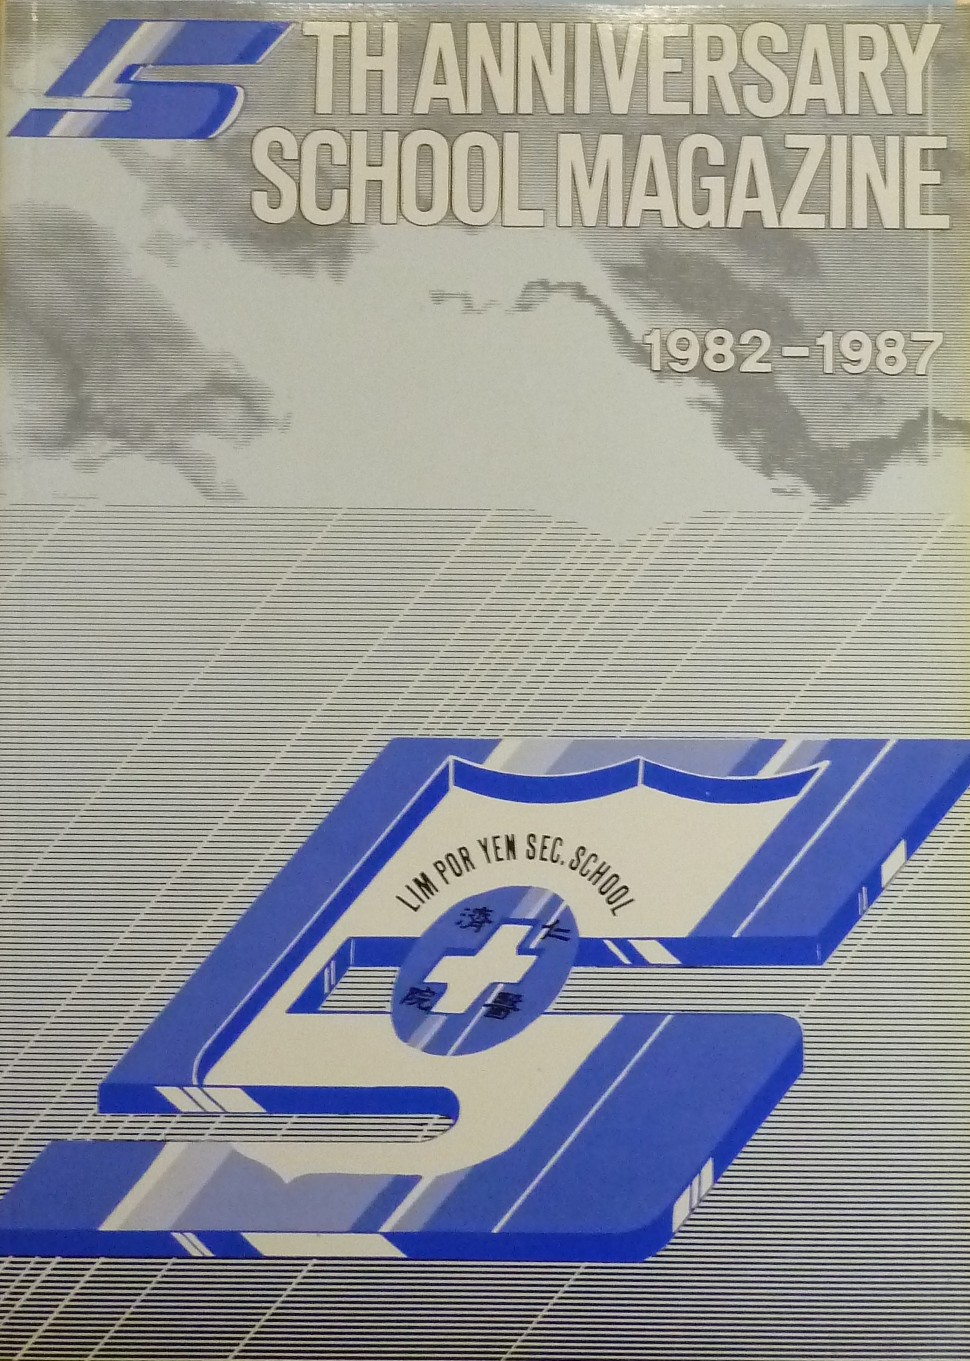 5TH ANNIVERSARY
SCHOOL MAGAZINE
1982-1987
LIM POR YEN SEC. SCHOOL
仁濟
醫院